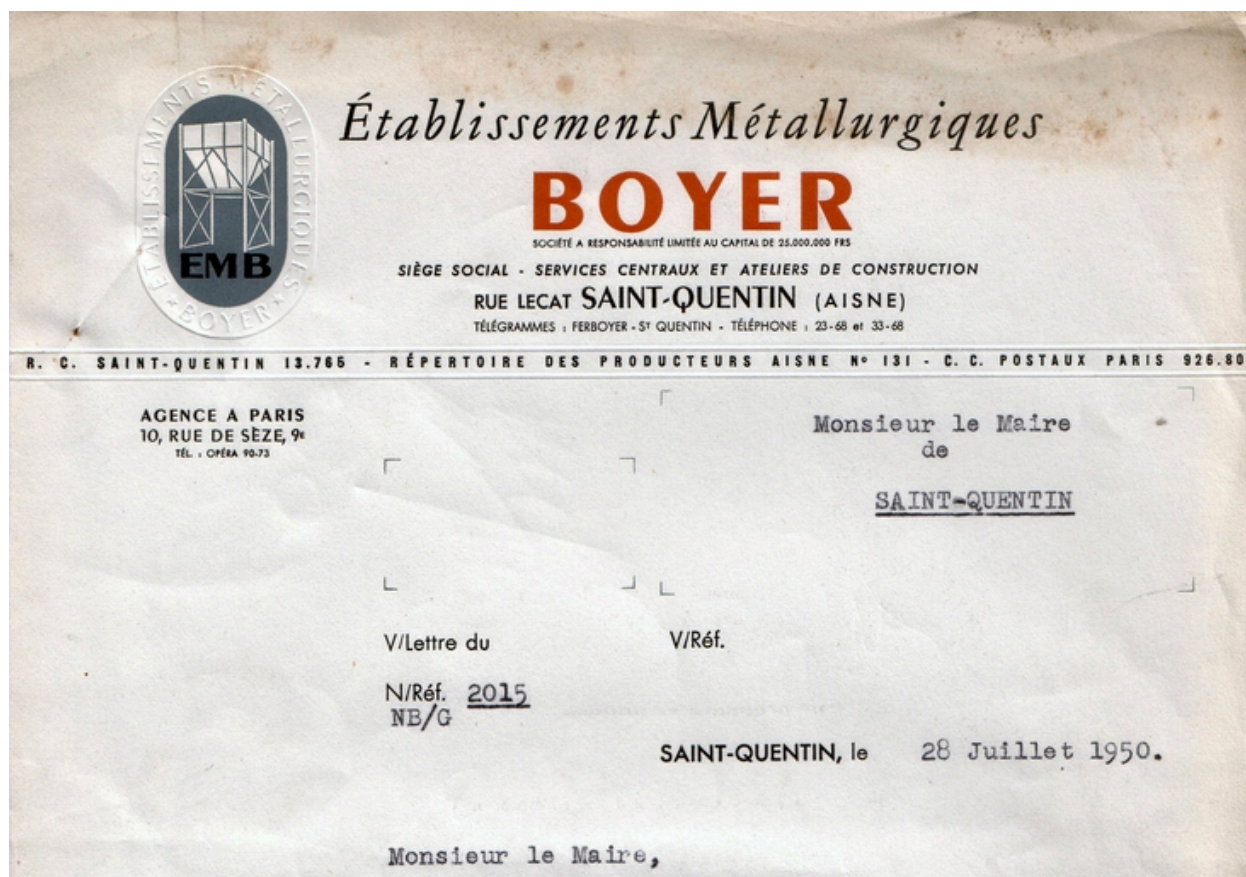 ÉTABLISSEMENTS MÉTALLURGIQUES
★ BOYER ★
EMB
Établissements Métallurgiques
BOYER
SOCIÉTÉ A RESPONSABILITÉ LIMITÉE AU CAPITAL DE 25.000.000 FRS
SIÈGE SOCIAL - SERVICES CENTRAUX ET ATELIERS DE CONSTRUCTION
RUE LECAT SAINT-QUENTIN (AISNE)
TÉLÉGRAMMES : FERBOYER - ST QUENTIN - TÉLÉPHONE : 23-68 et 33-68
R. C. SAINT-QUENTIN 13.765 - RÉPERTOIRE DES PRODUCTEURS AISNE No 131 - C. C. POSTAUX PARIS 926.80
AGENCE A PARIS
10, RUE DE SÈZE, 9e
TÉL. : OPÉRA 90-73
Monsieur le Maire
de
SAINT-QUENTIN
V/Lettre du
V/Réf.
N/Réf. 2015
NB/G
SAINT-QUENTIN, le 28 Juillet 1950.
Monsieur le Maire,